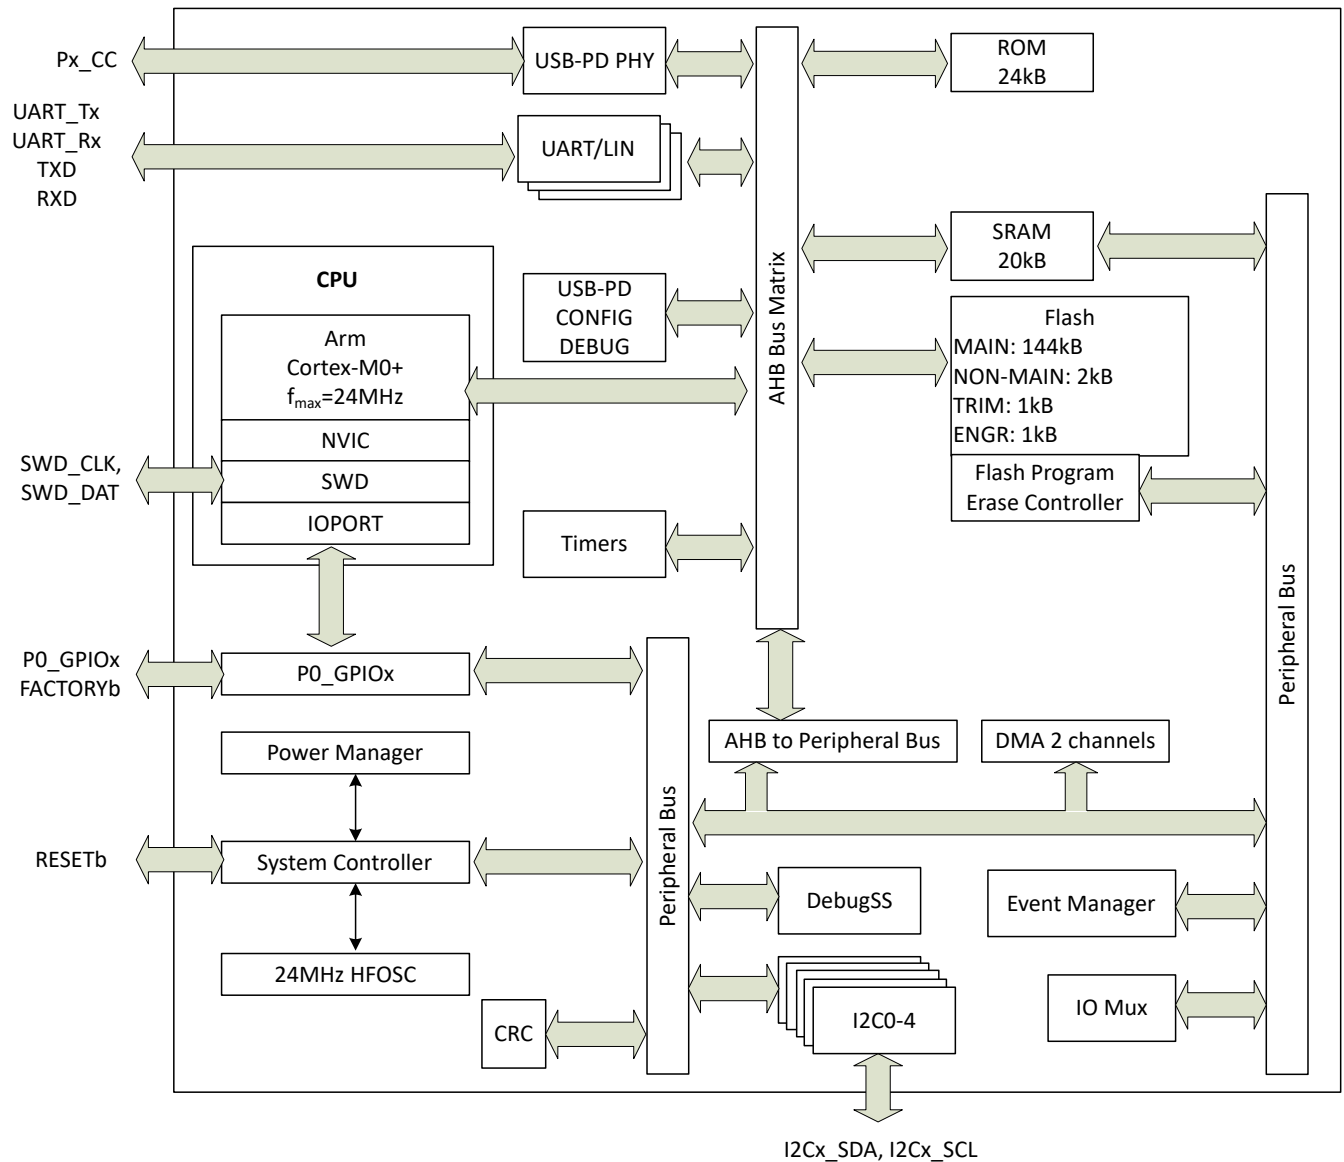 Px_CC
UART_Tx
UART_Rx
TXD
RXD
USB-PD PHY
UART/LIN
AHB Bus Matrix
ROM
24kB
SRAM
20kB
CPU
Arm
Cortex-M0+
fmax=24MHz
NVIC
SWD
IOPORT
SWD_CLK,
SWD_DAT
USB-PD
CONFIG
DEBUG
Timers
Flash
MAIN: 144kB
NON-MAIN: 2kB
TRIM: 1kB
ENGR: 1kB
Flash Program
Erase Controller
Peripheral Bus
P0_GPIOx
FACTORYb
P0_GPIOx
Power Manager
RESETb
System Controller
24MHz HFOSC
CRC
Peripheral Bus
AHB to Peripheral Bus
DMA 2 channels
DebugSS
Event Manager
I2C0-4
IO Mux
I2Cx_SDA, I2Cx_SCL